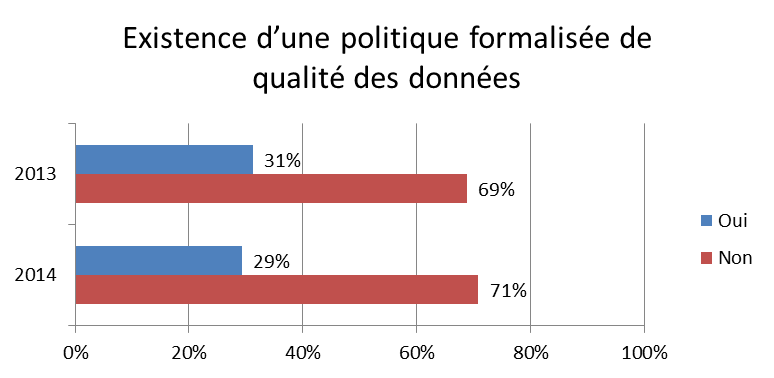 Existence d’une politique formalisée de
qualité des données
2013
31%
69%
2014
29%
71%
Oui
Non
0% 20% 40% 60% 80% 100%